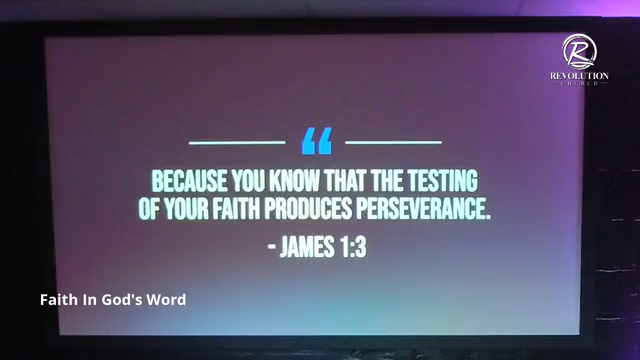 R
REVOLUTION
CHURCH
“
BECAUSE YOU KNOW THAT THE TESTING
OF YOUR FAITH PRODUCES PERSEVERANCE.
- JAMES 1:3
Faith In God's Word